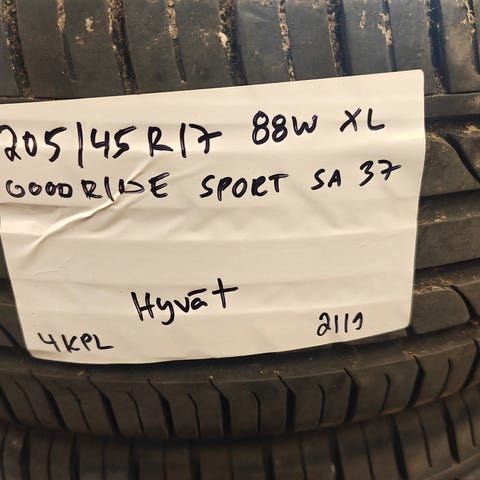 205/45 R17 88W XL
GOODRIDE SPORT SA 37
Hyvät
4KPL 2119